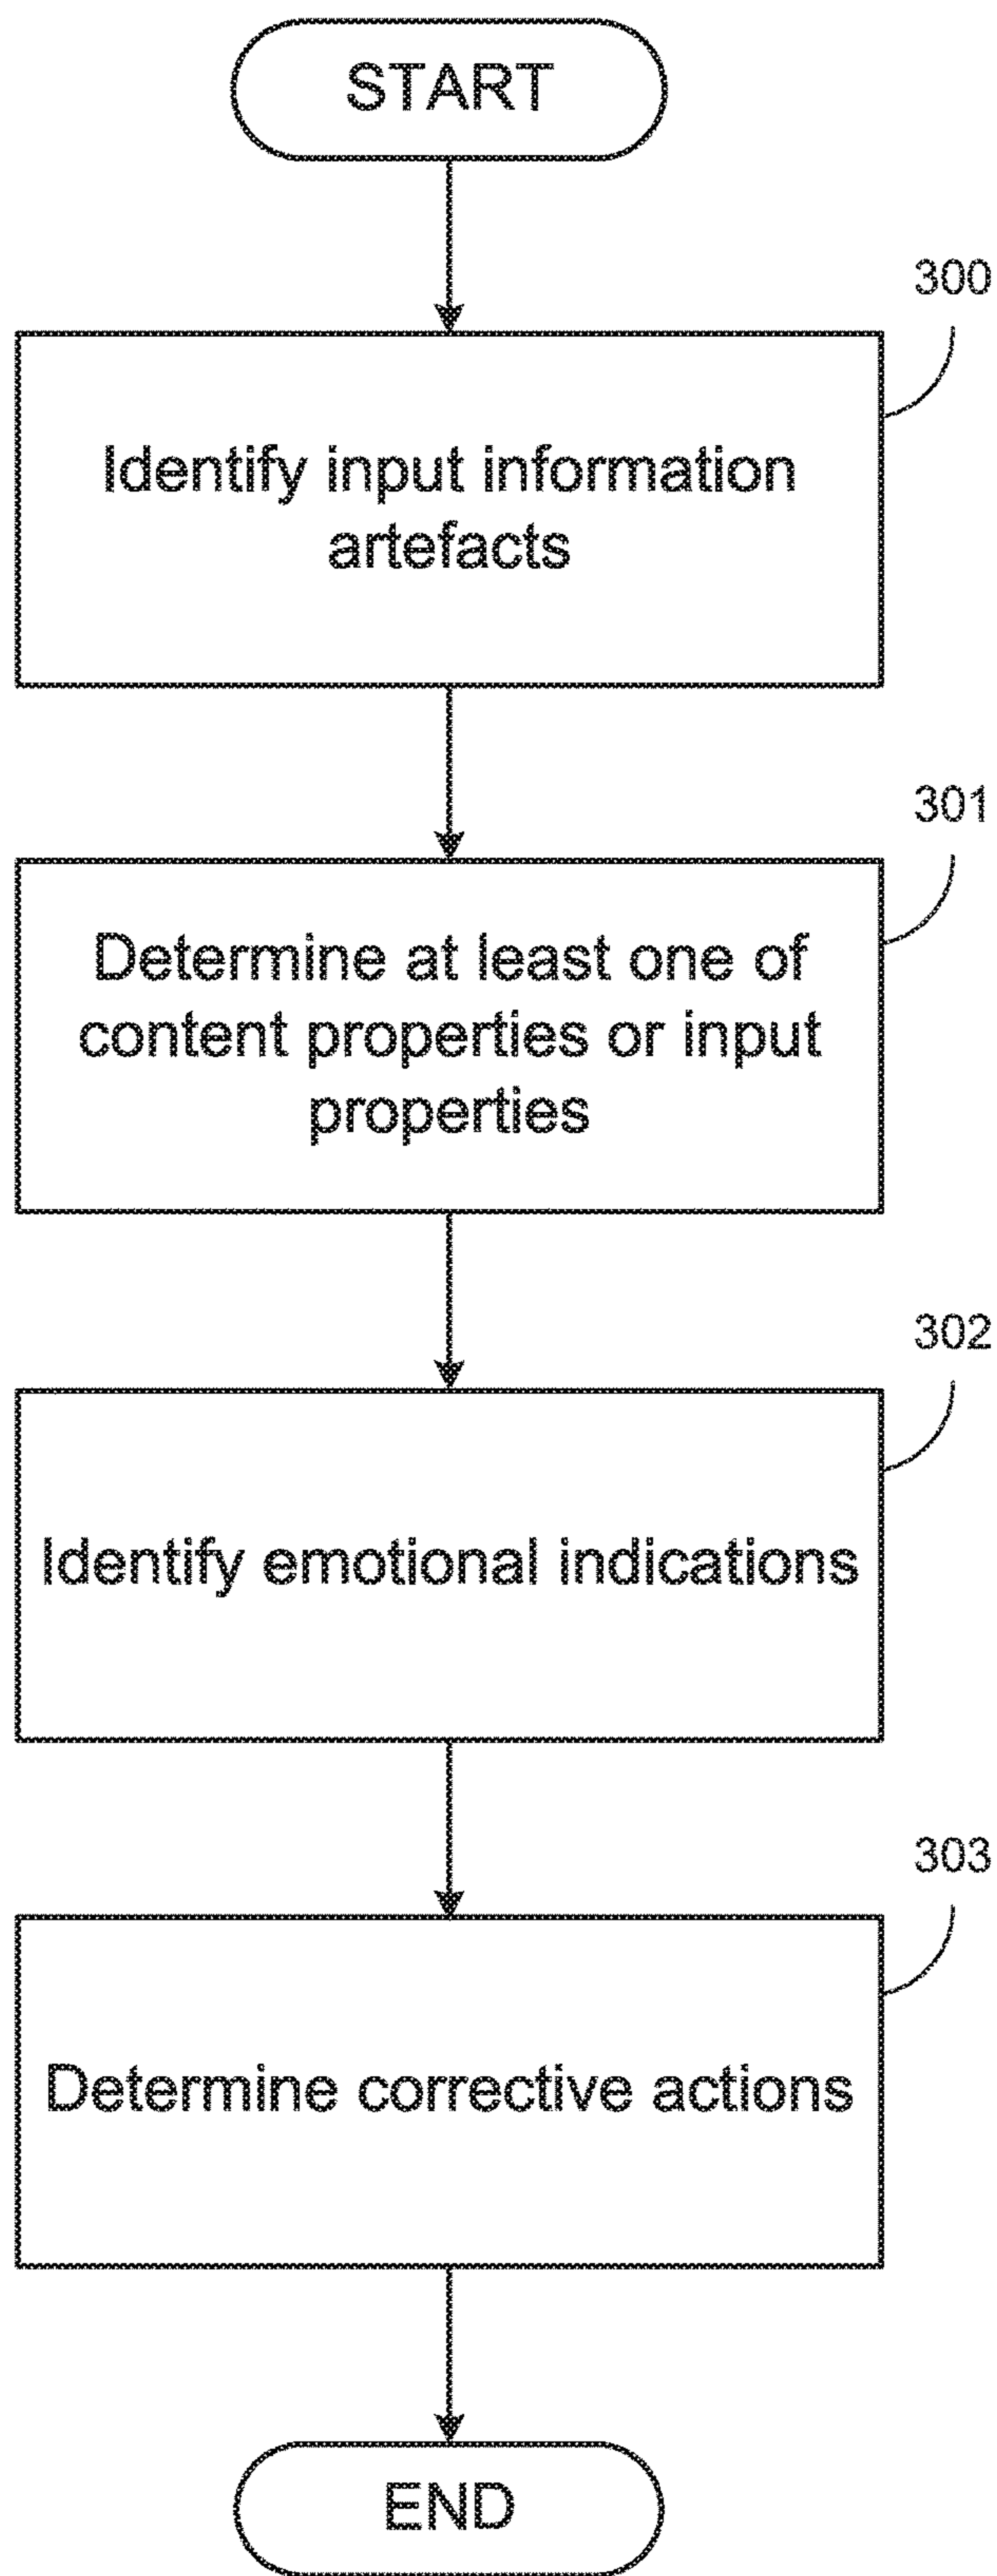 START
300
Identify input information
artefacts
301
Determine at least one of
content properties or input
properties
302
Identify emotional indications
303
Determine corrective actions
END